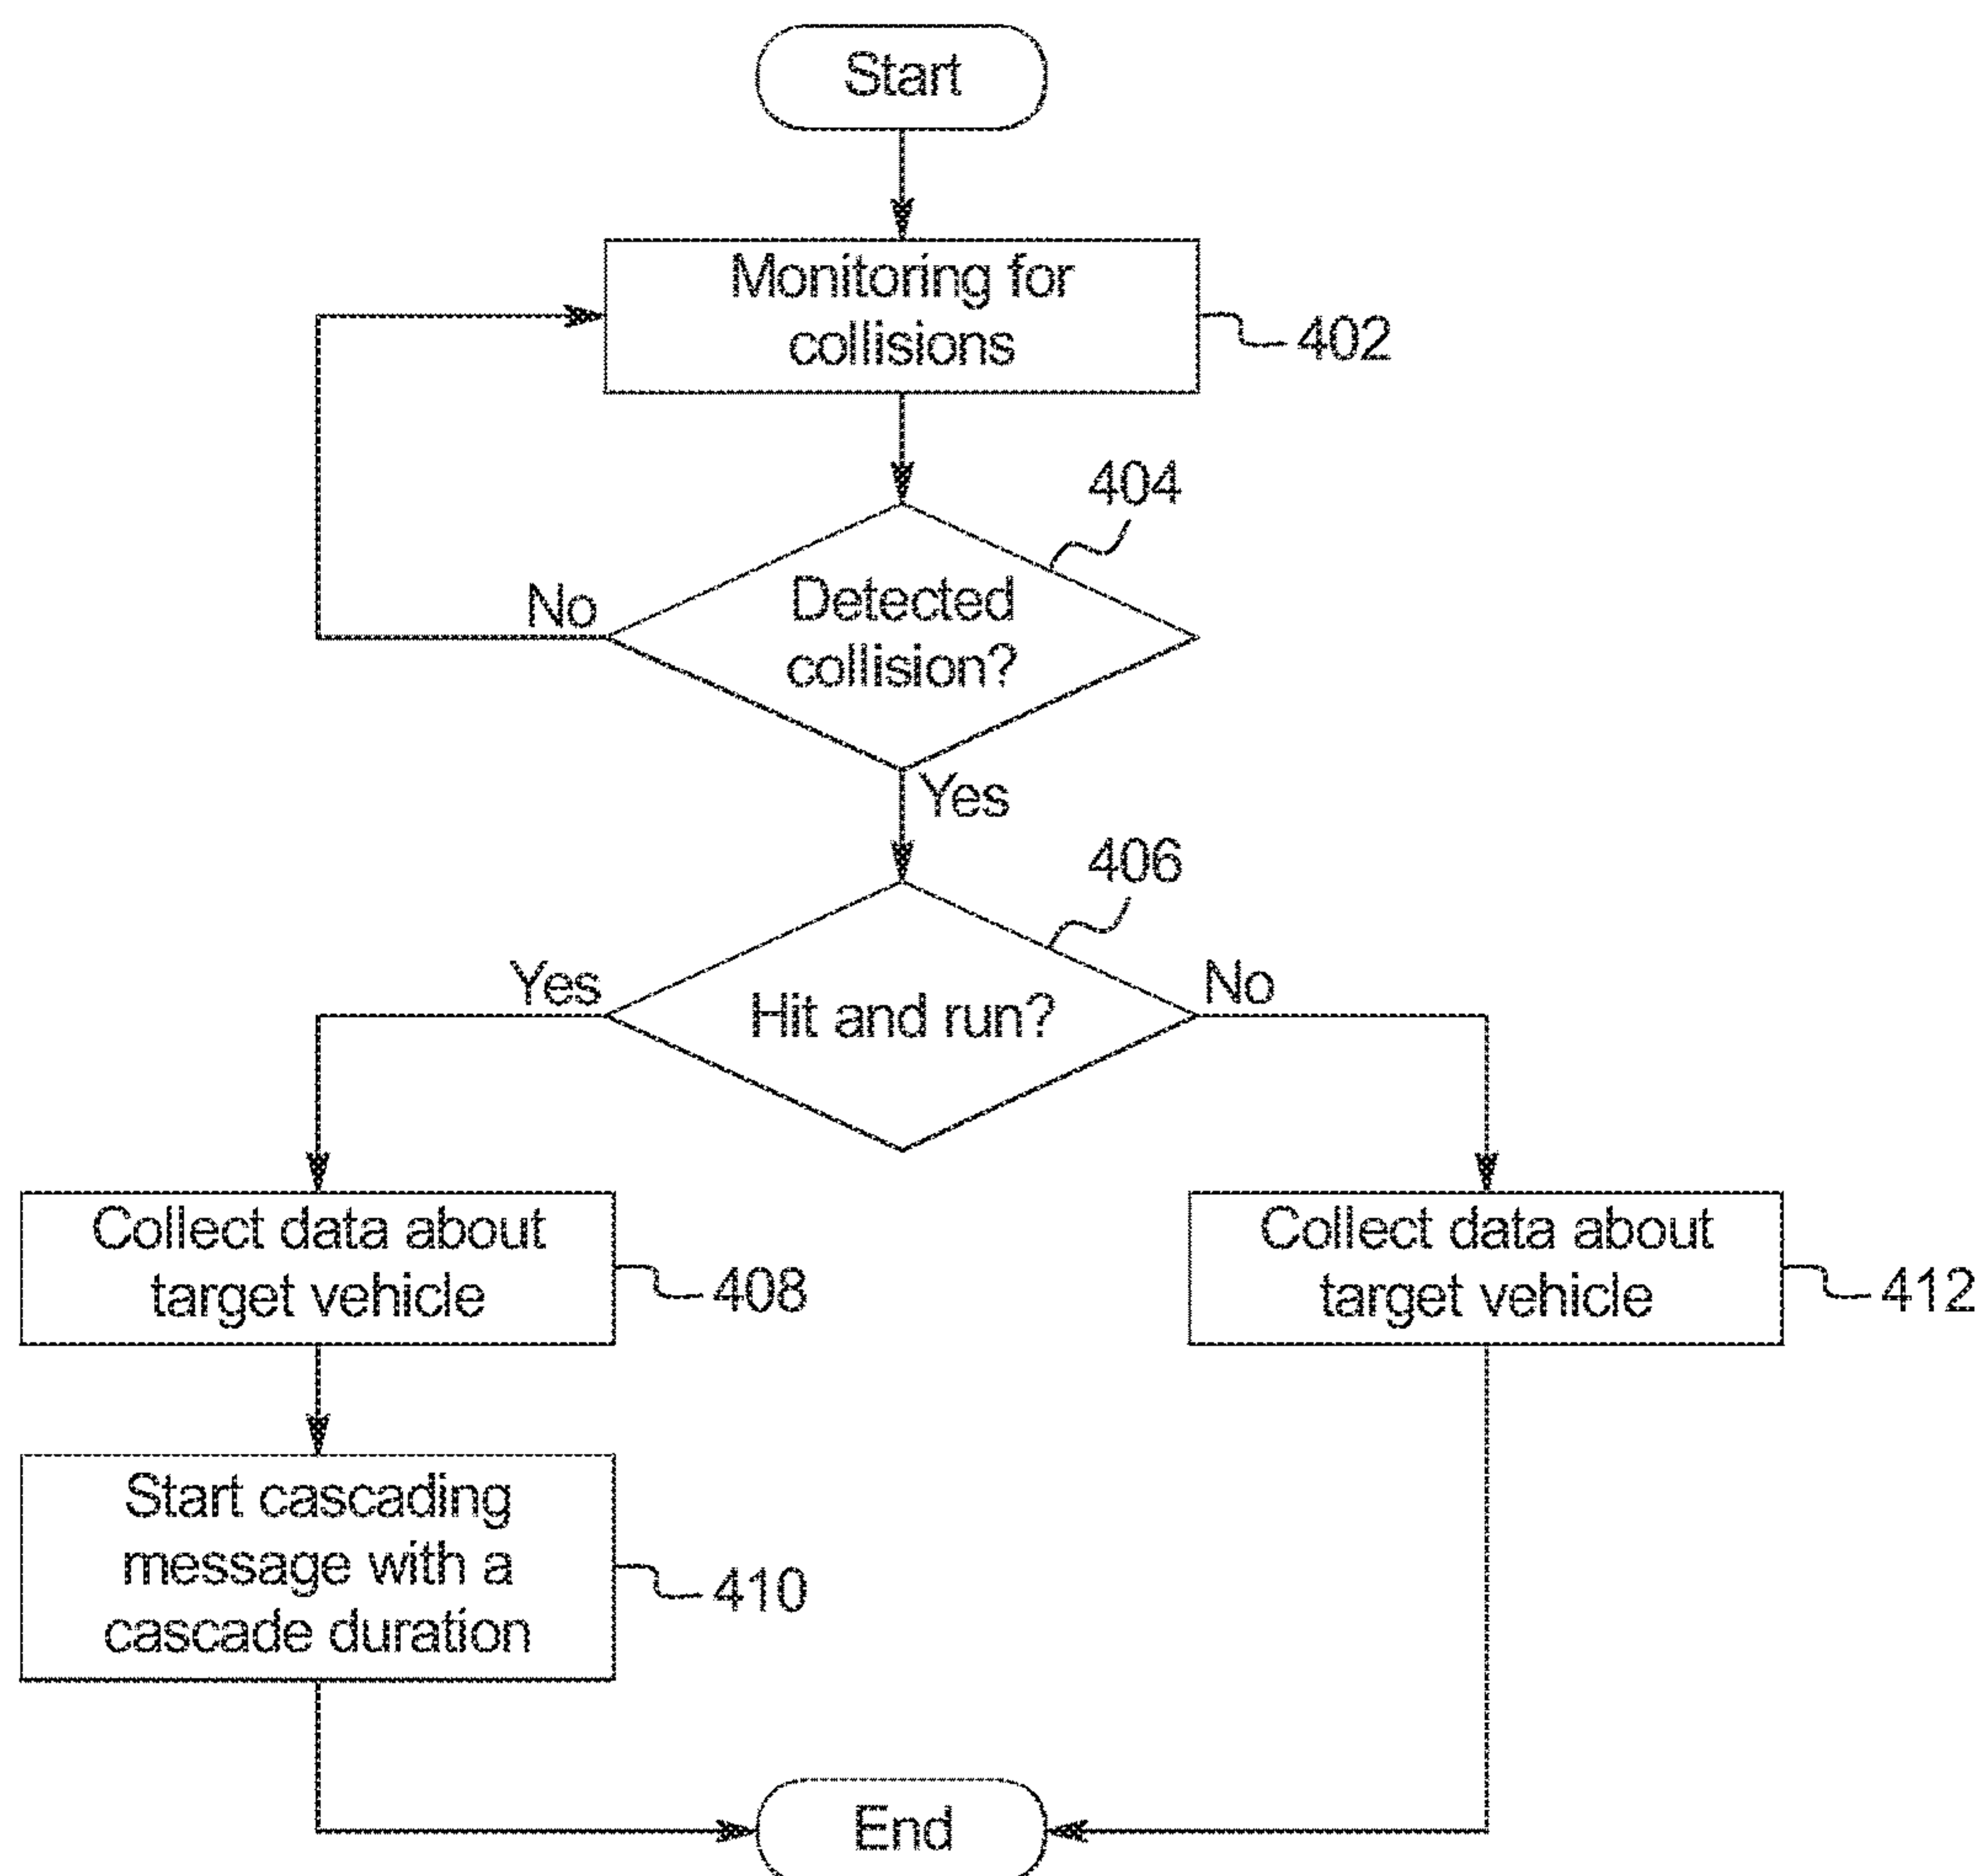 Start
Monitoring for
collisions
402
404
Detected
collision?
No
Yes
406
Hit and run?
Yes
No
Collect data about
target vehicle
408
Collect data about
target vehicle
412
Start cascading
message with a
cascade duration
410
End